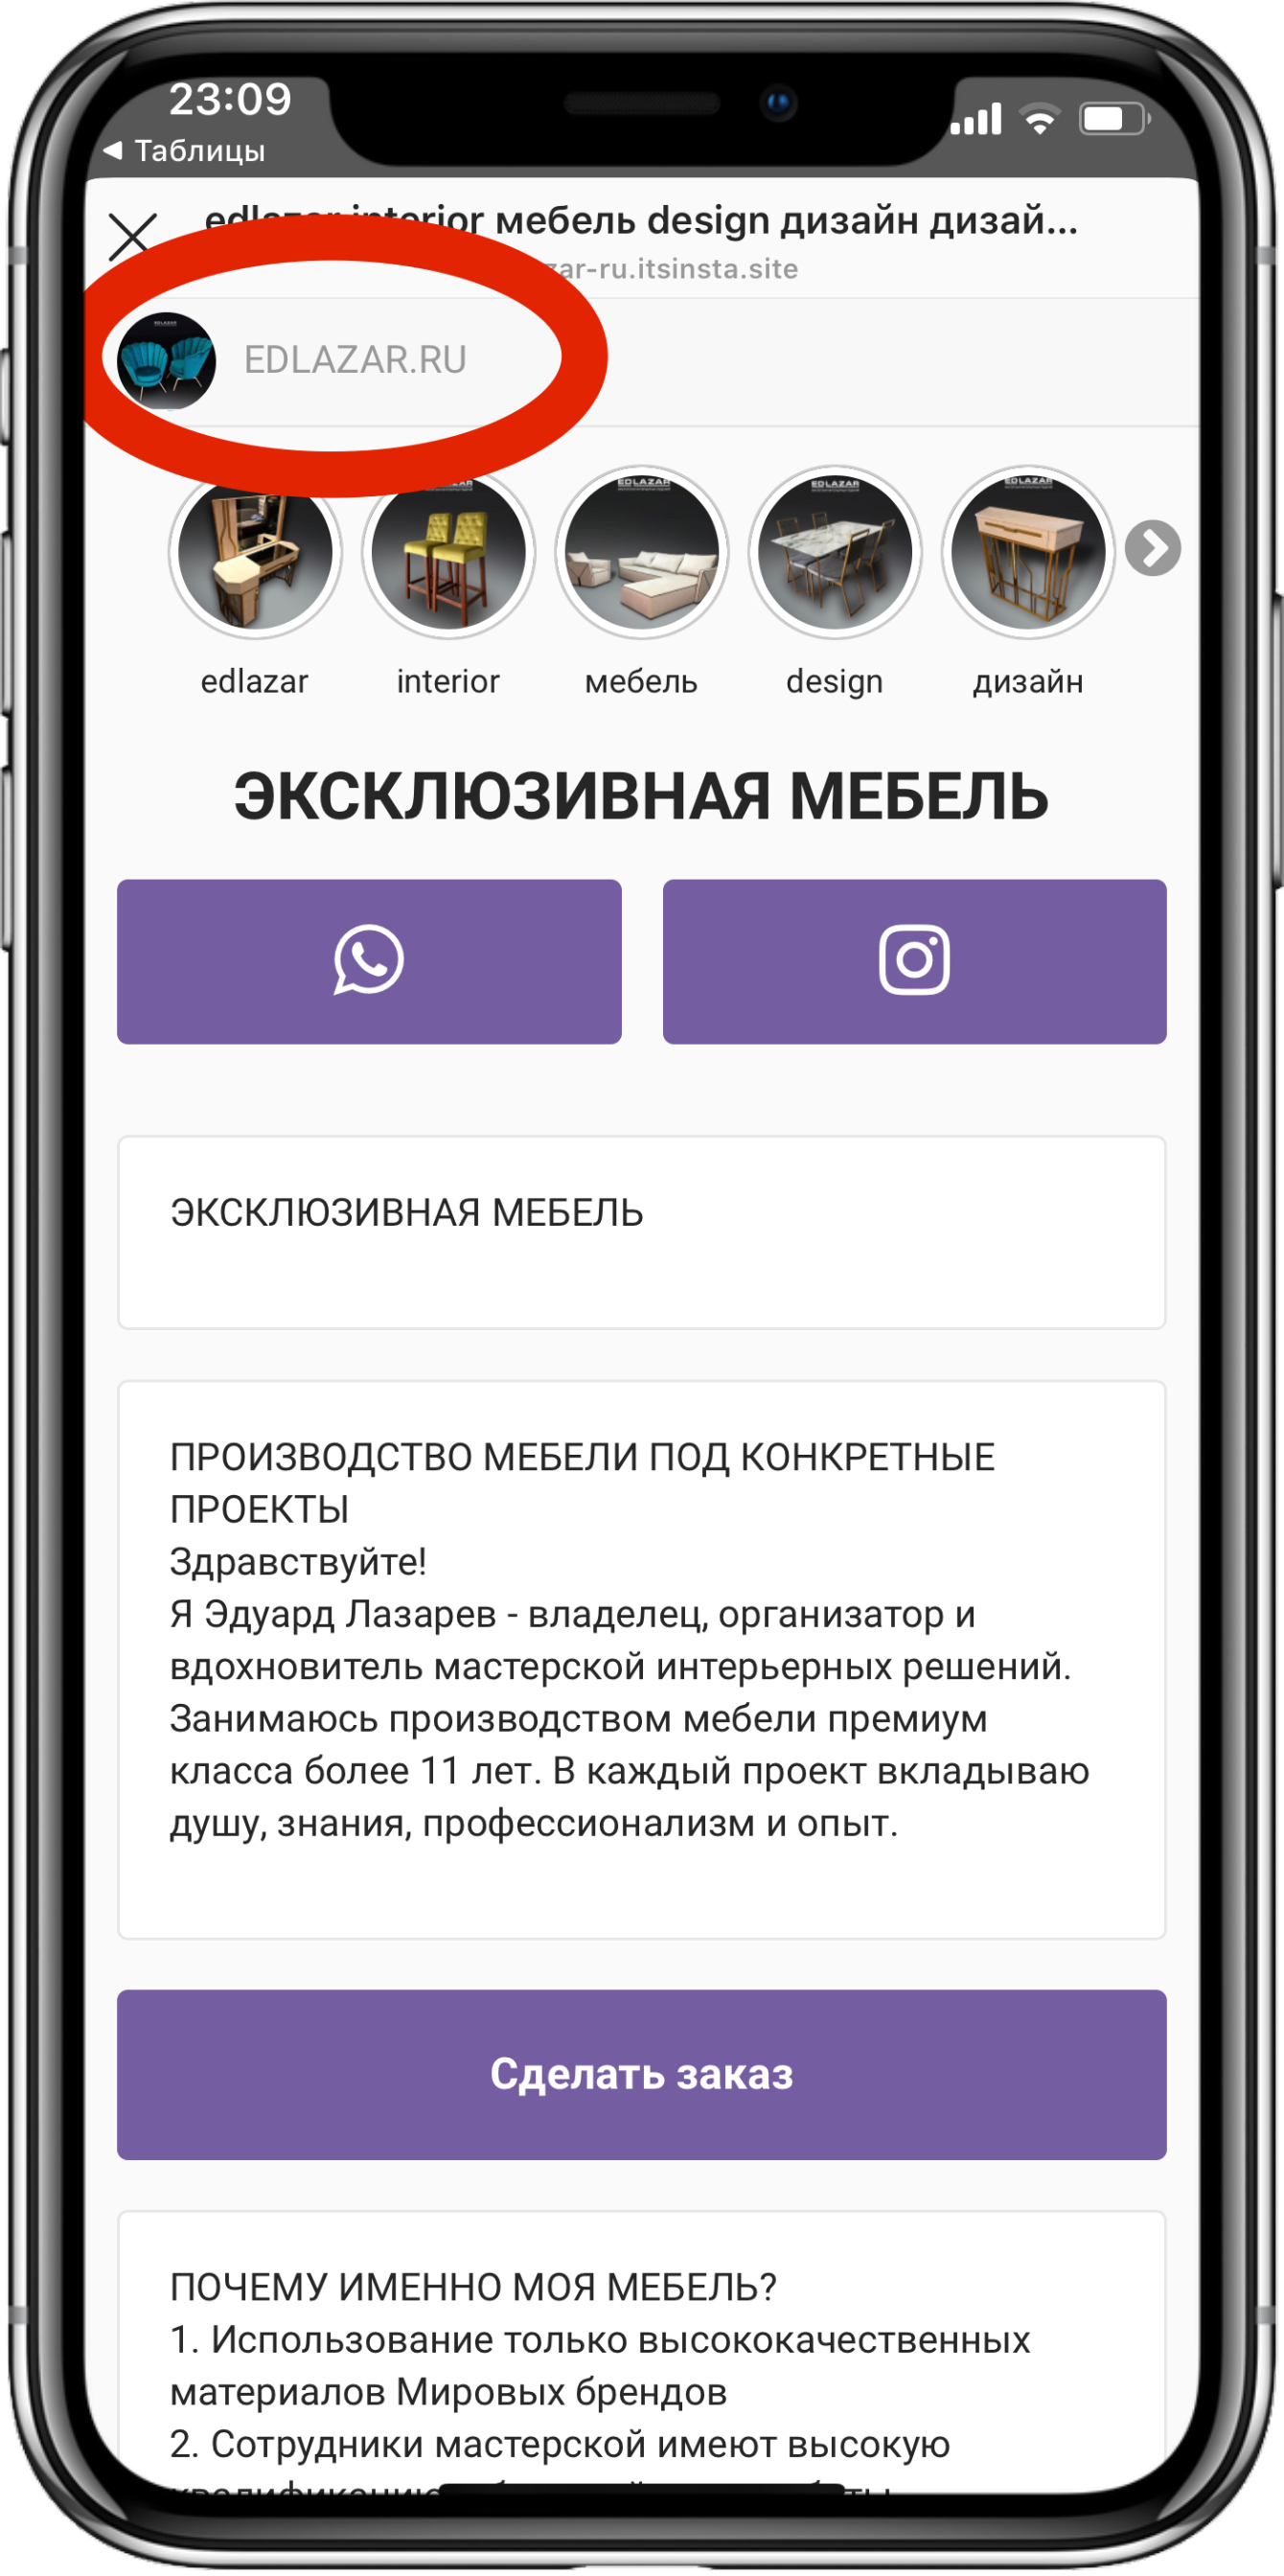 23:09
Таблицы
interior мебель design дизайн дизай...
zar-ru.itsinsta.site
EDLAZAR.RU
EDLAZAR
EDLAZAR
EDLAZAR
edlazar
interior
мебель
design
дизайн
ЭКСКЛЮЗИВНАЯ МЕБЕЛЬ
ЭКСКЛЮЗИВНАЯ МЕБЕЛЬ
ПРОИЗВОДСТВО МЕБЕЛИ ПОД КОНКРЕТНЫЕ
ПРОЕКТЫ
Здравствуйте!
Я Эдуард Лазарев - владелец, организатор и
вдохновитель мастерской интерьерных решений.
Занимаюсь производством мебели премиум
класса более 11 лет. В каждый проект вкладываю
душу, знания, профессионализм и опыт.
Сделать заказ
ПОЧЕМУ ИМЕННО МОЯ МЕБЕЛЬ?
1. Использование только высококачественных
материалов Мировых брендов
2. Сотрудники мастерской имеют высокую